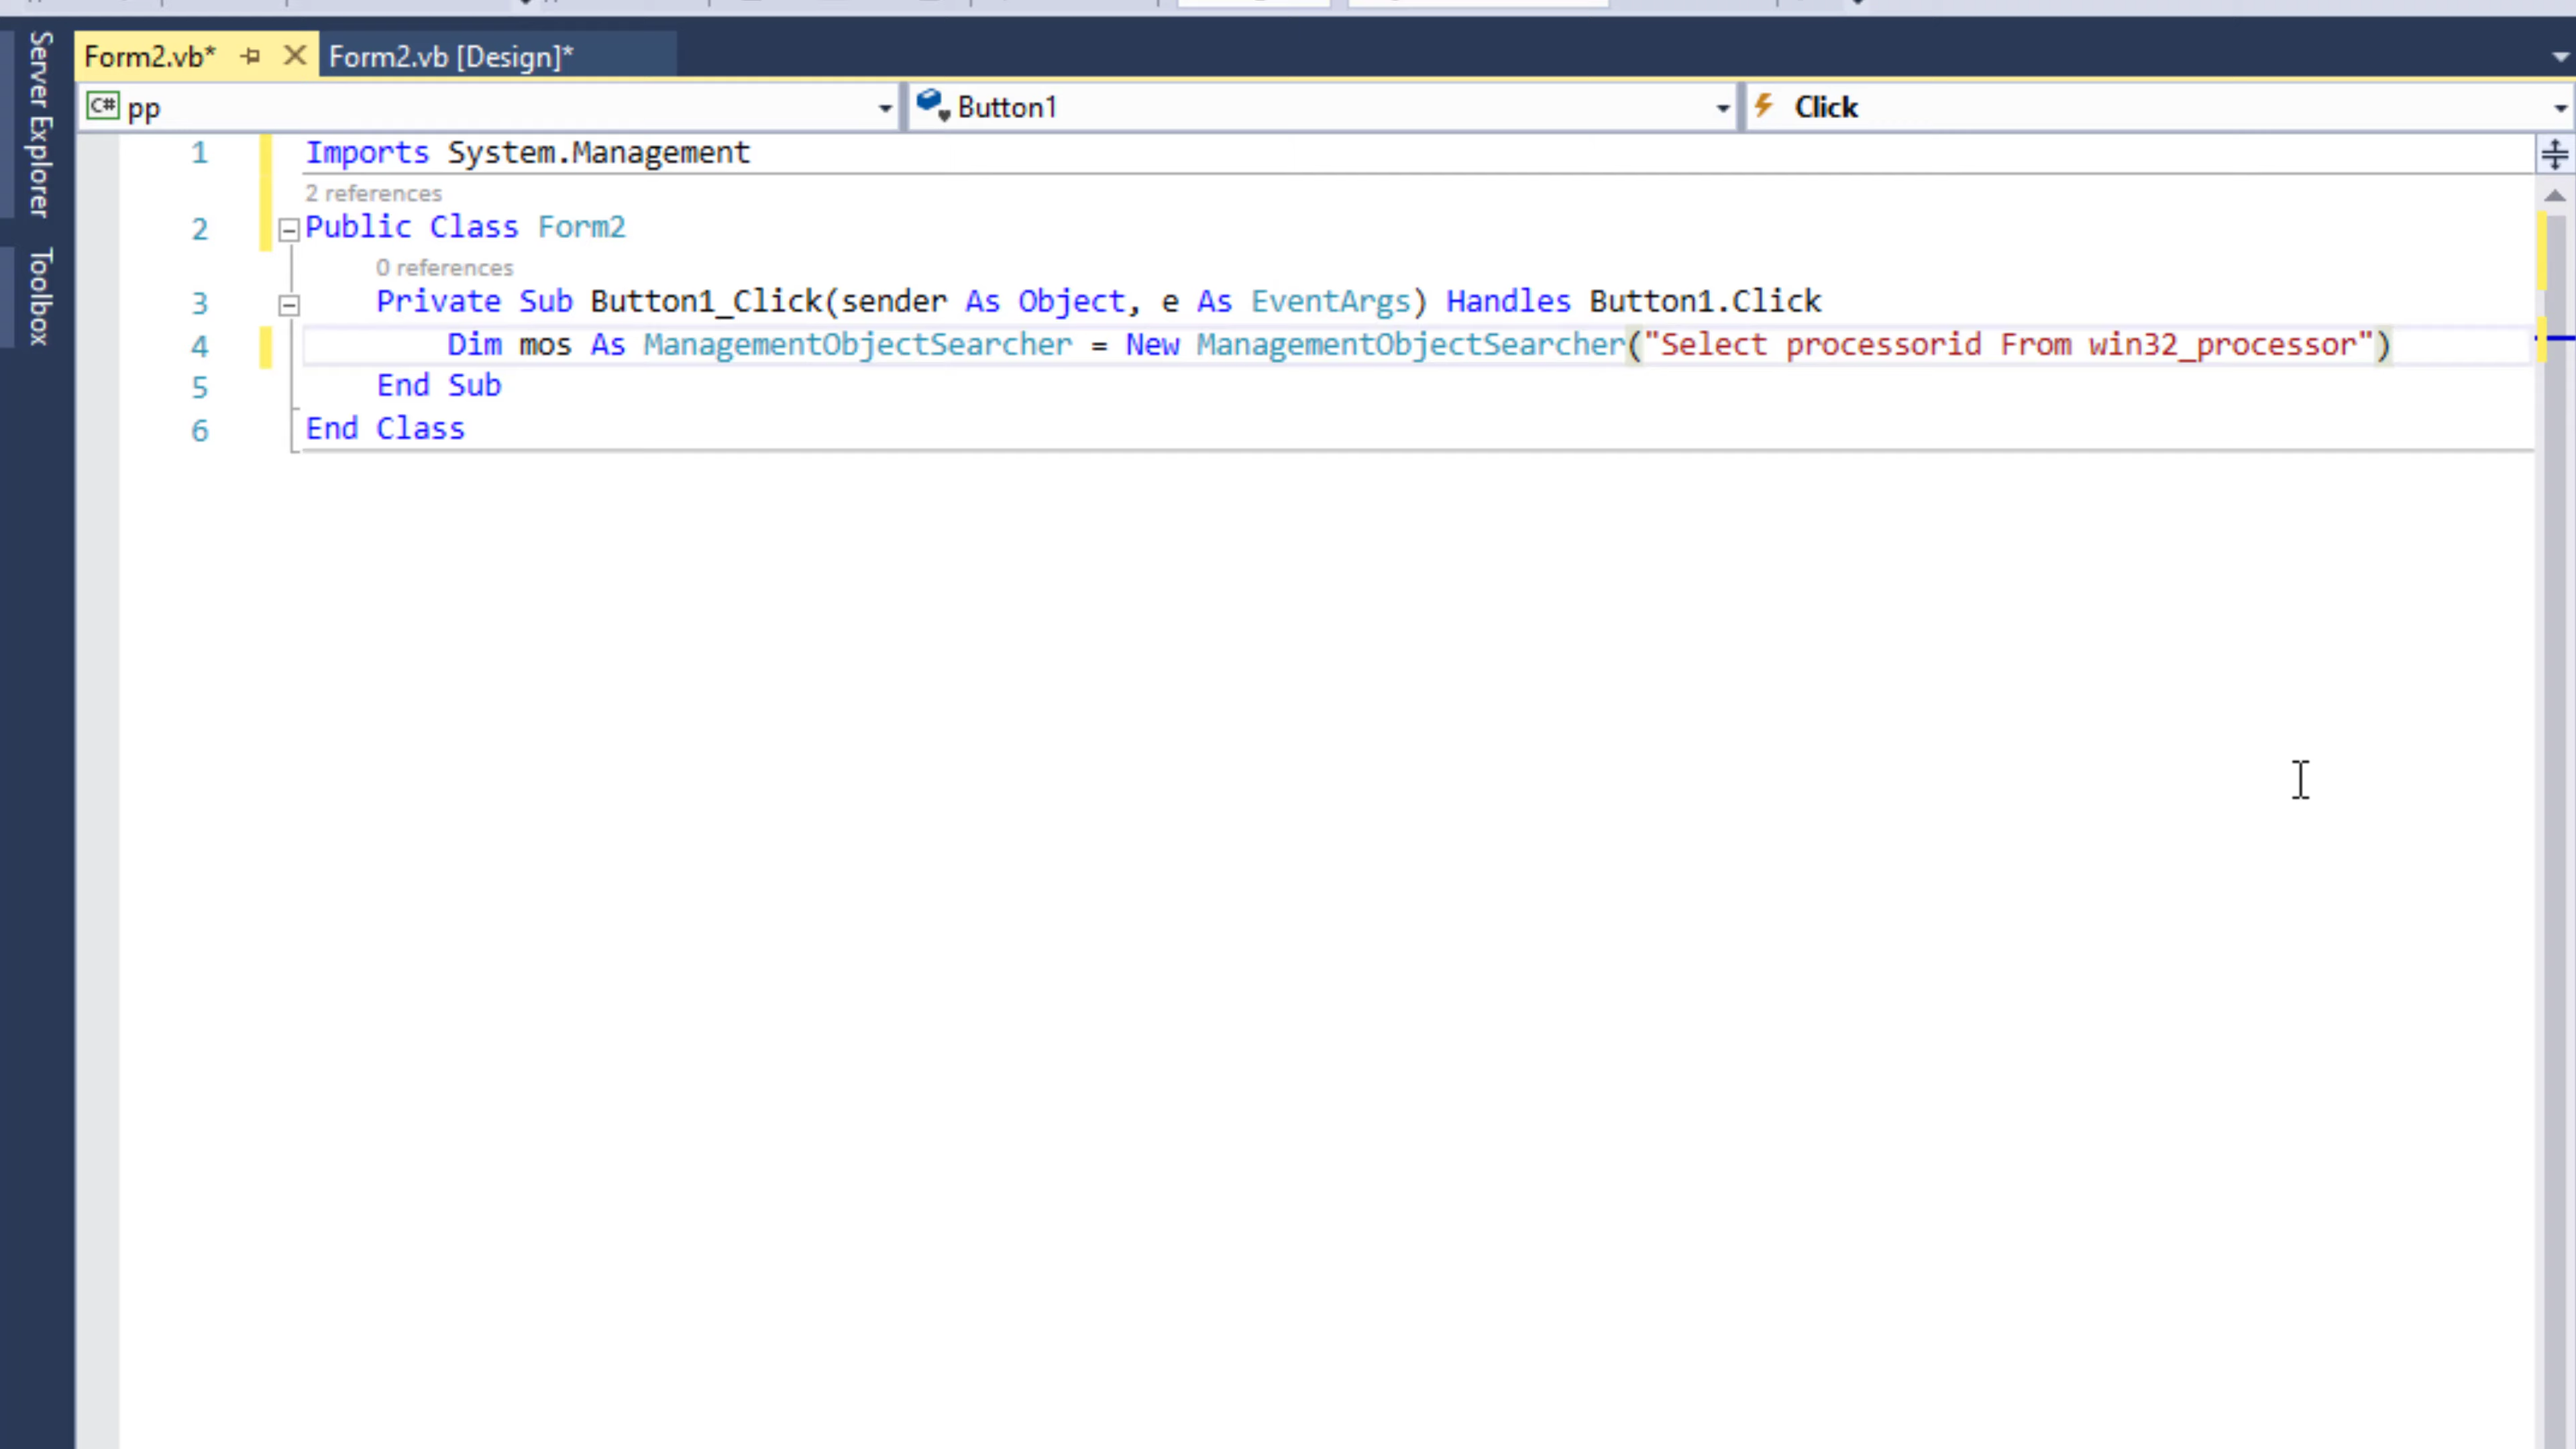 Server Explorer
Toolbox
Form2.vb*
Form2.vb [Design]*
C# pp
Button1
Click
1 Imports System.Management
2 references
2 Public Class Form2
0 references
3 Private Sub Button1_Click(sender As Object, e As EventArgs) Handles Button1.Click
4 Dim mos As ManagementObjectSearcher = New ManagementObjectSearcher("Select processorid From win32_processor")
5 End Sub
6 End Class